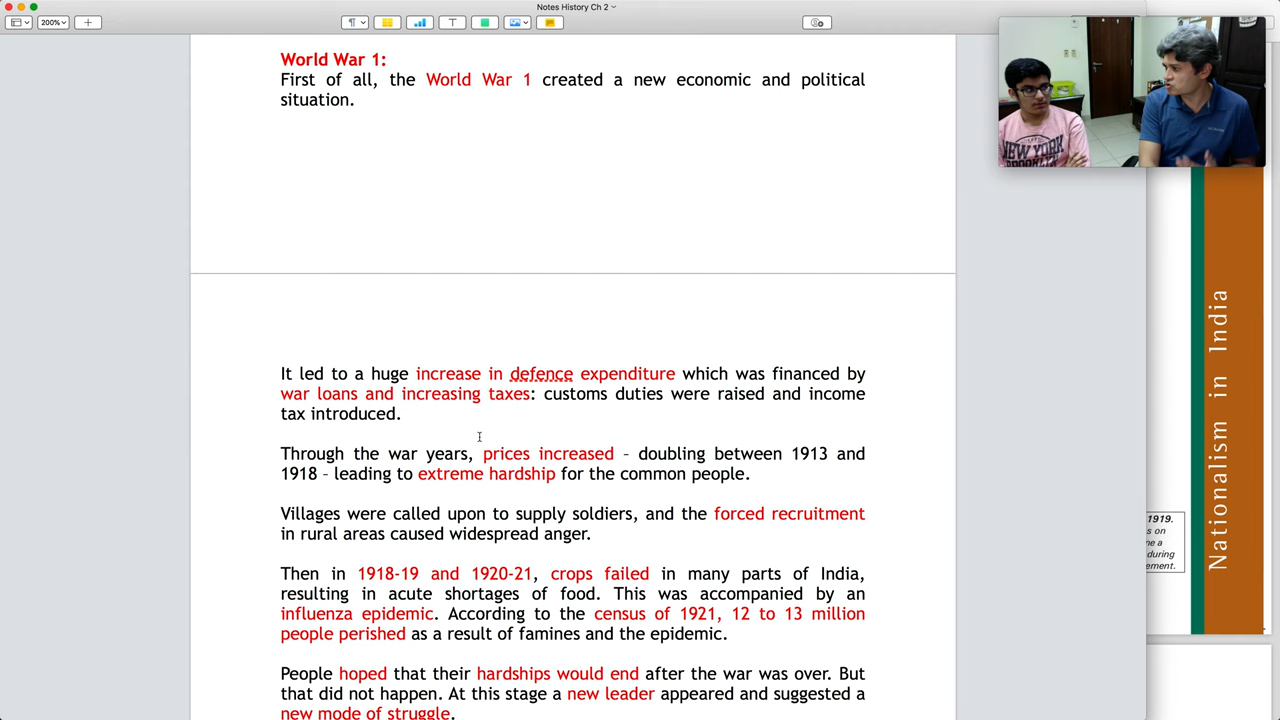 Notes History Ch 2
200%
World War 1:
First of all, the World War 1 created a new economic and political
situation.
It led to a huge increase in defence expenditure which was financed by
war loans and increasing taxes: customs duties were raised and income
tax introduced.
Through the war years, prices increased – doubling between 1913 and
1918 – leading to extreme hardship for the common people.
Villages were called upon to supply soldiers, and the forced recruitment
in rural areas caused widespread anger.
Then in 1918-19 and 1920-21, crops failed in many parts of India,
resulting in acute shortages of food. This was accompanied by an
influenza epidemic. According to the census of 1921, 12 to 13 million
people perished as a result of famines and the epidemic.
People hoped that their hardships would end after the war was over. But
that did not happen. At this stage a new leader appeared and suggested a
new mode of struggle.
NEW YORK
BROOKLYN
Nationalism in India
1919.
s on
ne a
during
ement.